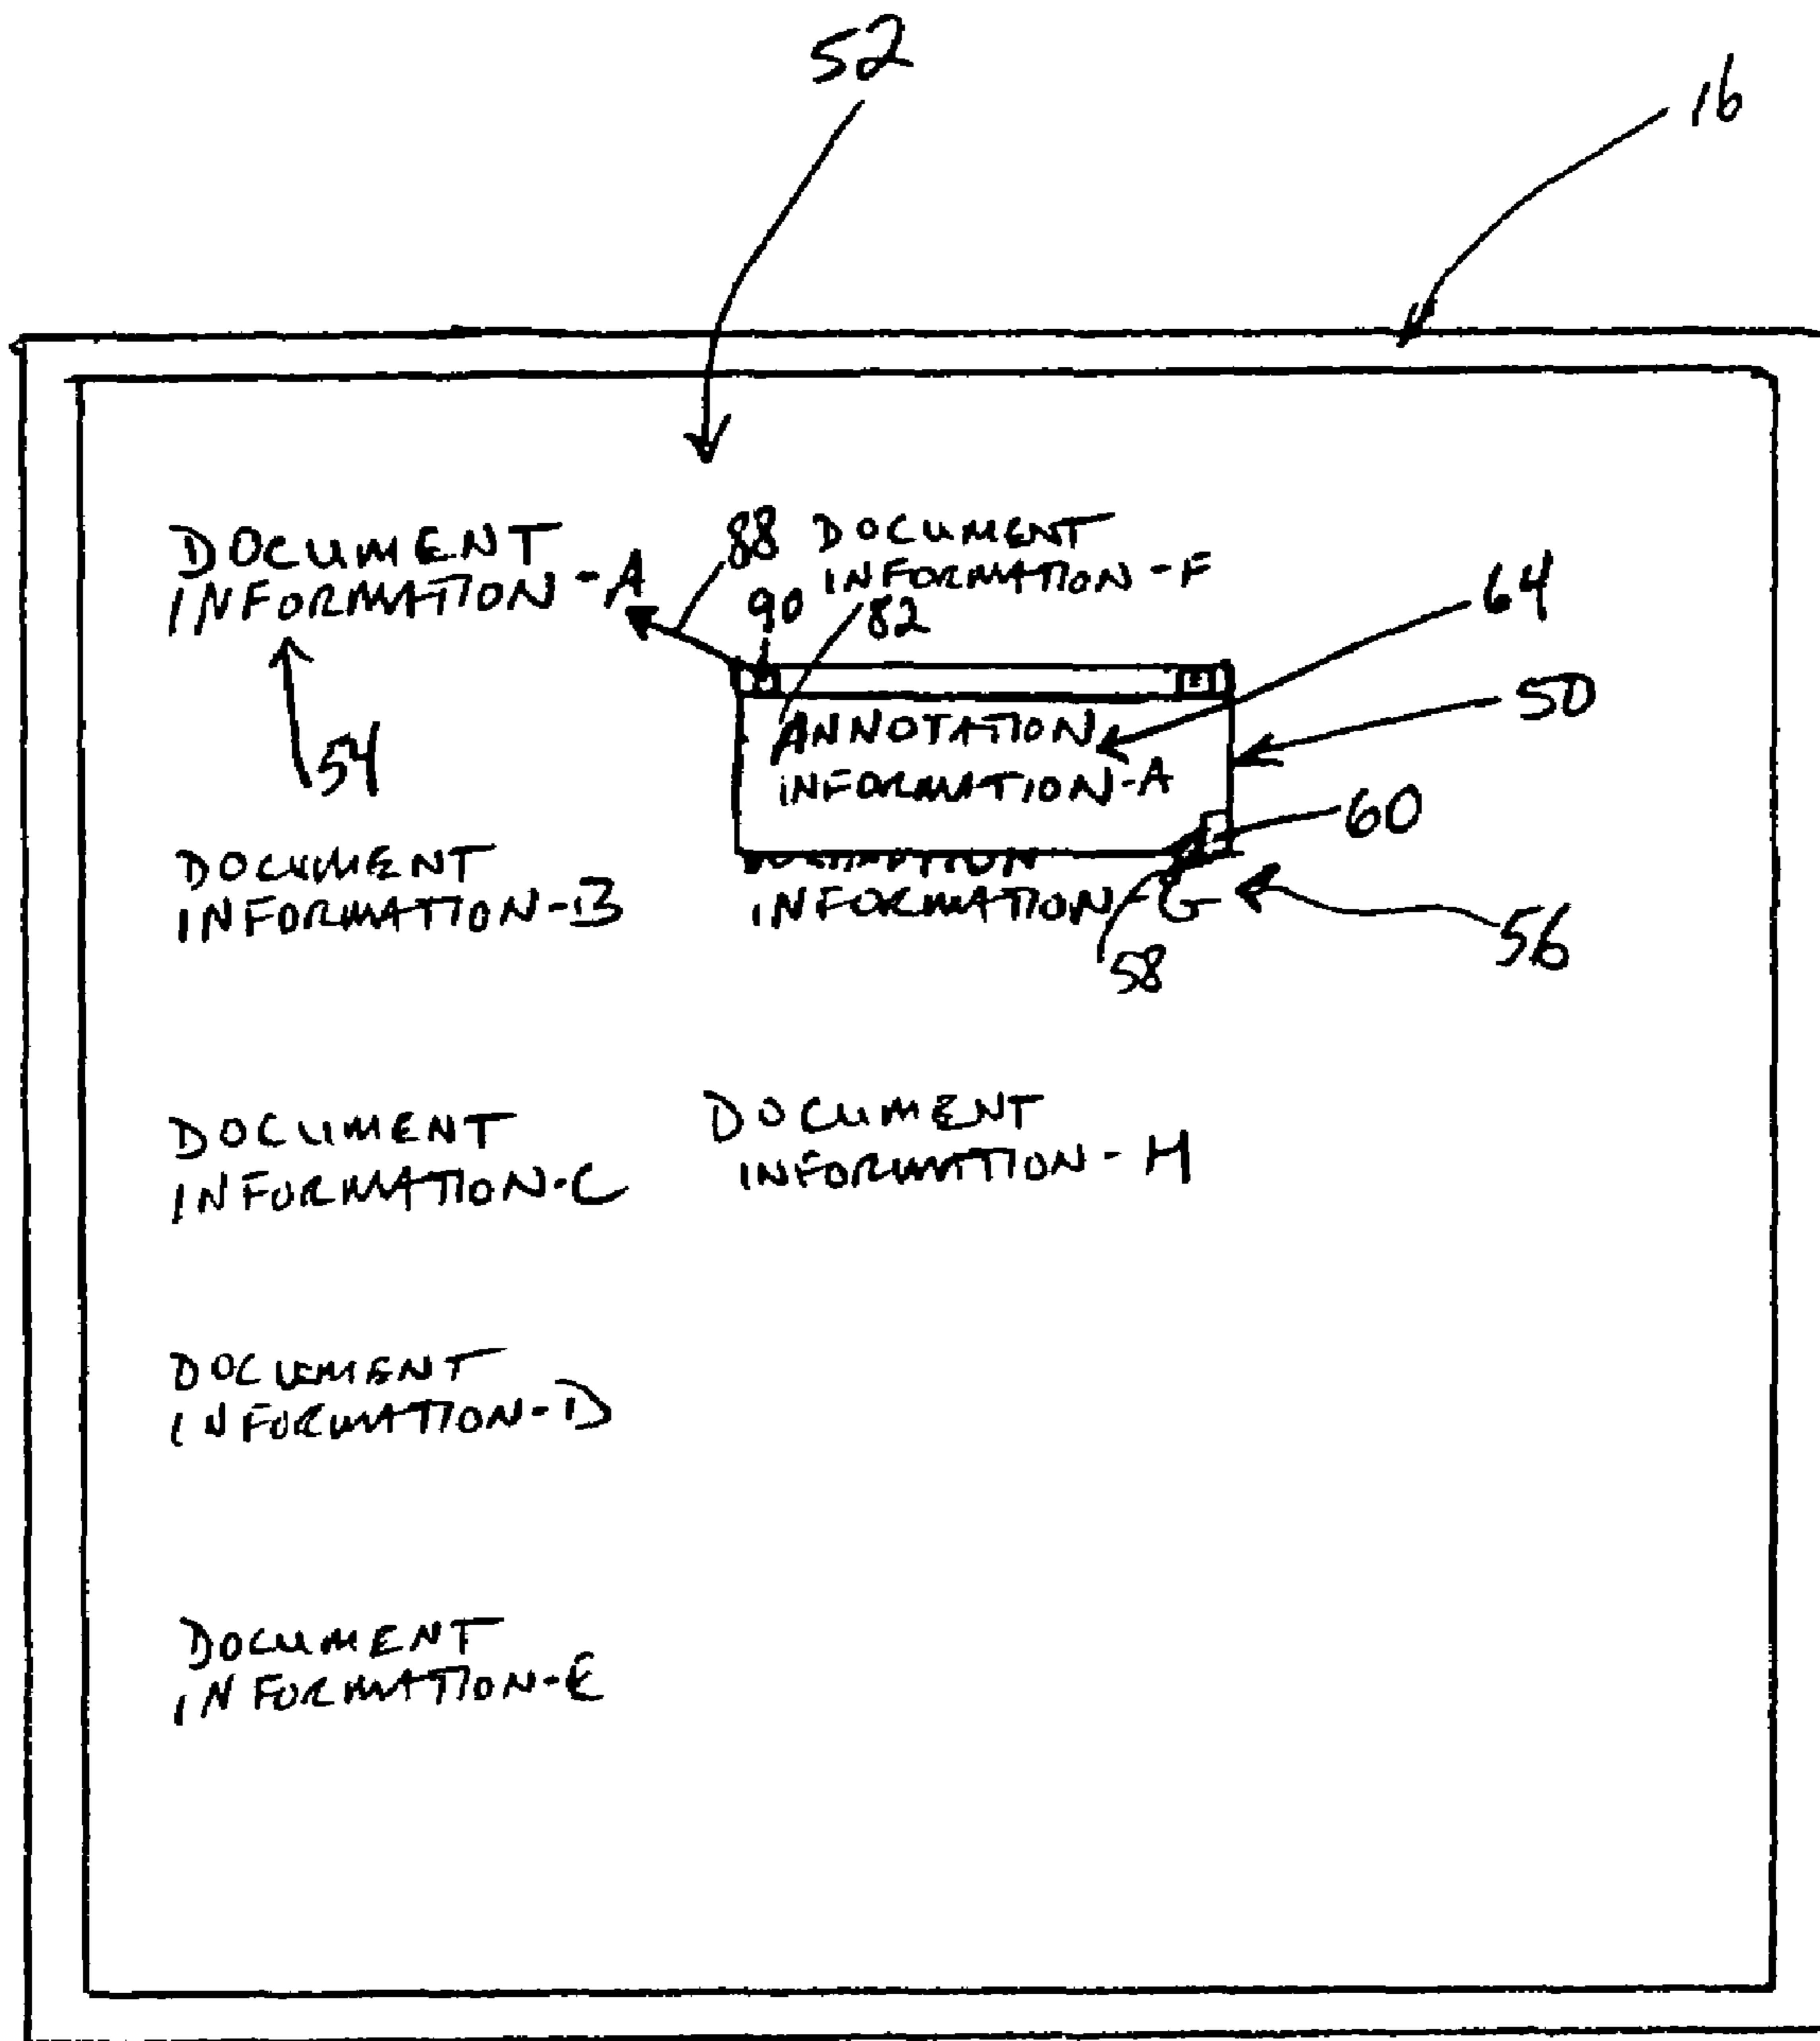 52
16
DOCUMENT
INFORMATION-A
88
DOCUMENT
INFORMATION-F
90
82
64
54
ANNOTATION
INFORMATION-A
50
60
DOCUMENT
INFORMATION-B
INFORMATION-G
58
56
DOCUMENT
INFORMATION-C
DOCUMENT
INFORMATION-H
DOCUMENT
INFORMATION-D
DOCUMENT
INFORMATION-E